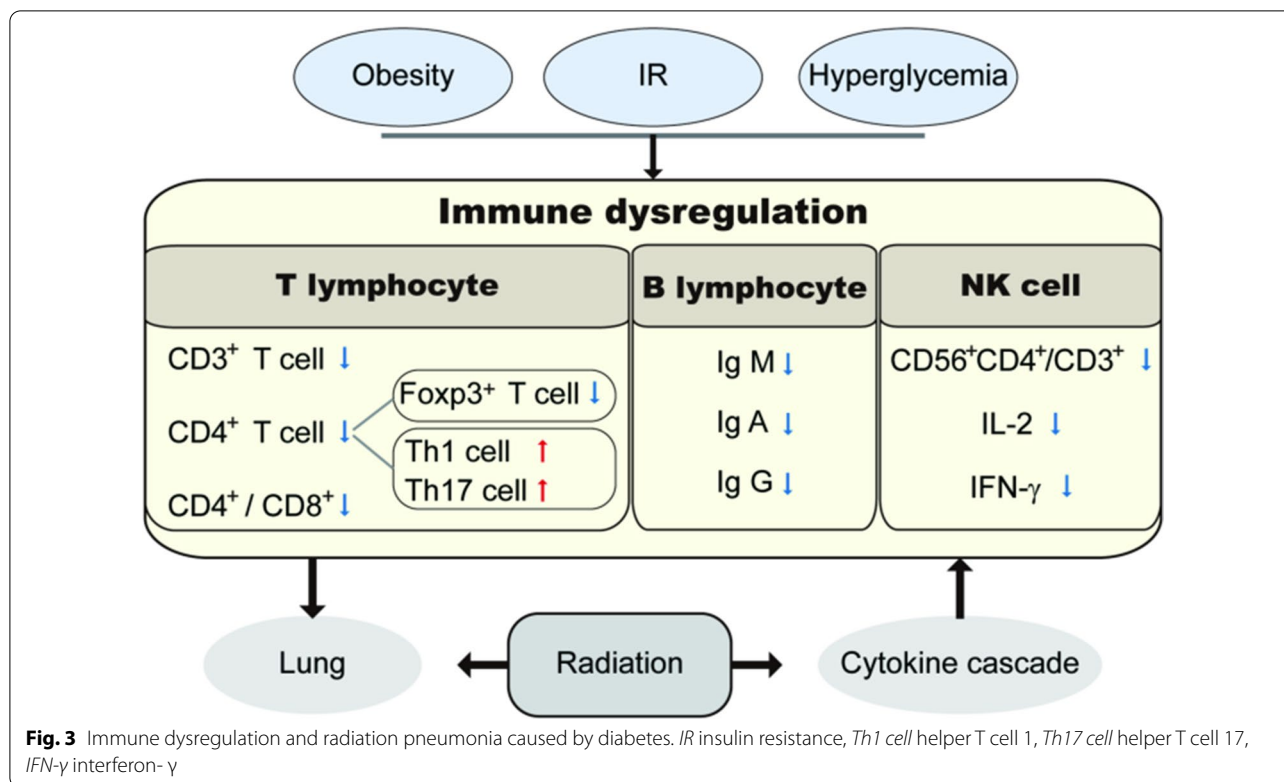 Obesity
IR
Hyperglycemia
Immune dysregulation
T lymphocyte
CD3⁺ T cell ↓
CD4⁺ T cell ↓
Foxp3⁺ T cell ↓
Th1 cell ↑
Th17 cell ↑
CD4⁺ / CD8⁺ ↓
B lymphocyte
Ig M ↓
Ig A ↓
Ig G ↓
NK cell
CD56⁺CD4⁺/CD3⁺ ↓
IL-2 ↓
IFN-γ ↓
Lung
Radiation
Cytokine cascade
Fig. 3 Immune dysregulation and radiation pneumonia caused by diabetes. IR insulin resistance, Th1 cell helper T cell 1, Th17 cell helper T cell 17,
IFN-γ interferon- γ